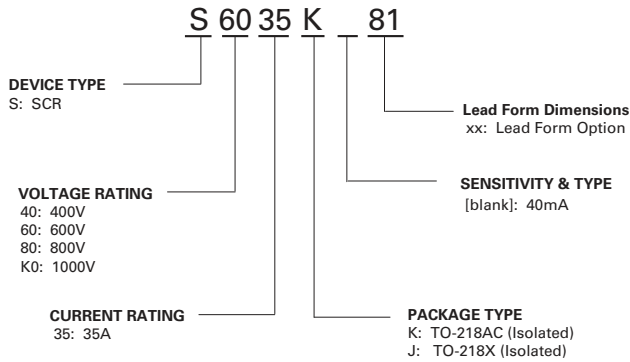 S 60 35 K _ 81
DEVICE TYPE
S: SCR
Lead Form Dimensions
xx: Lead Form Option
VOLTAGE RATING
40: 400V
60: 600V
80: 800V
K0: 1000V
SENSITIVITY & TYPE
[blank]: 40mA
CURRENT RATING
35: 35A
PACKAGE TYPE
K: TO-218AC (Isolated)
J: TO-218X (Isolated)